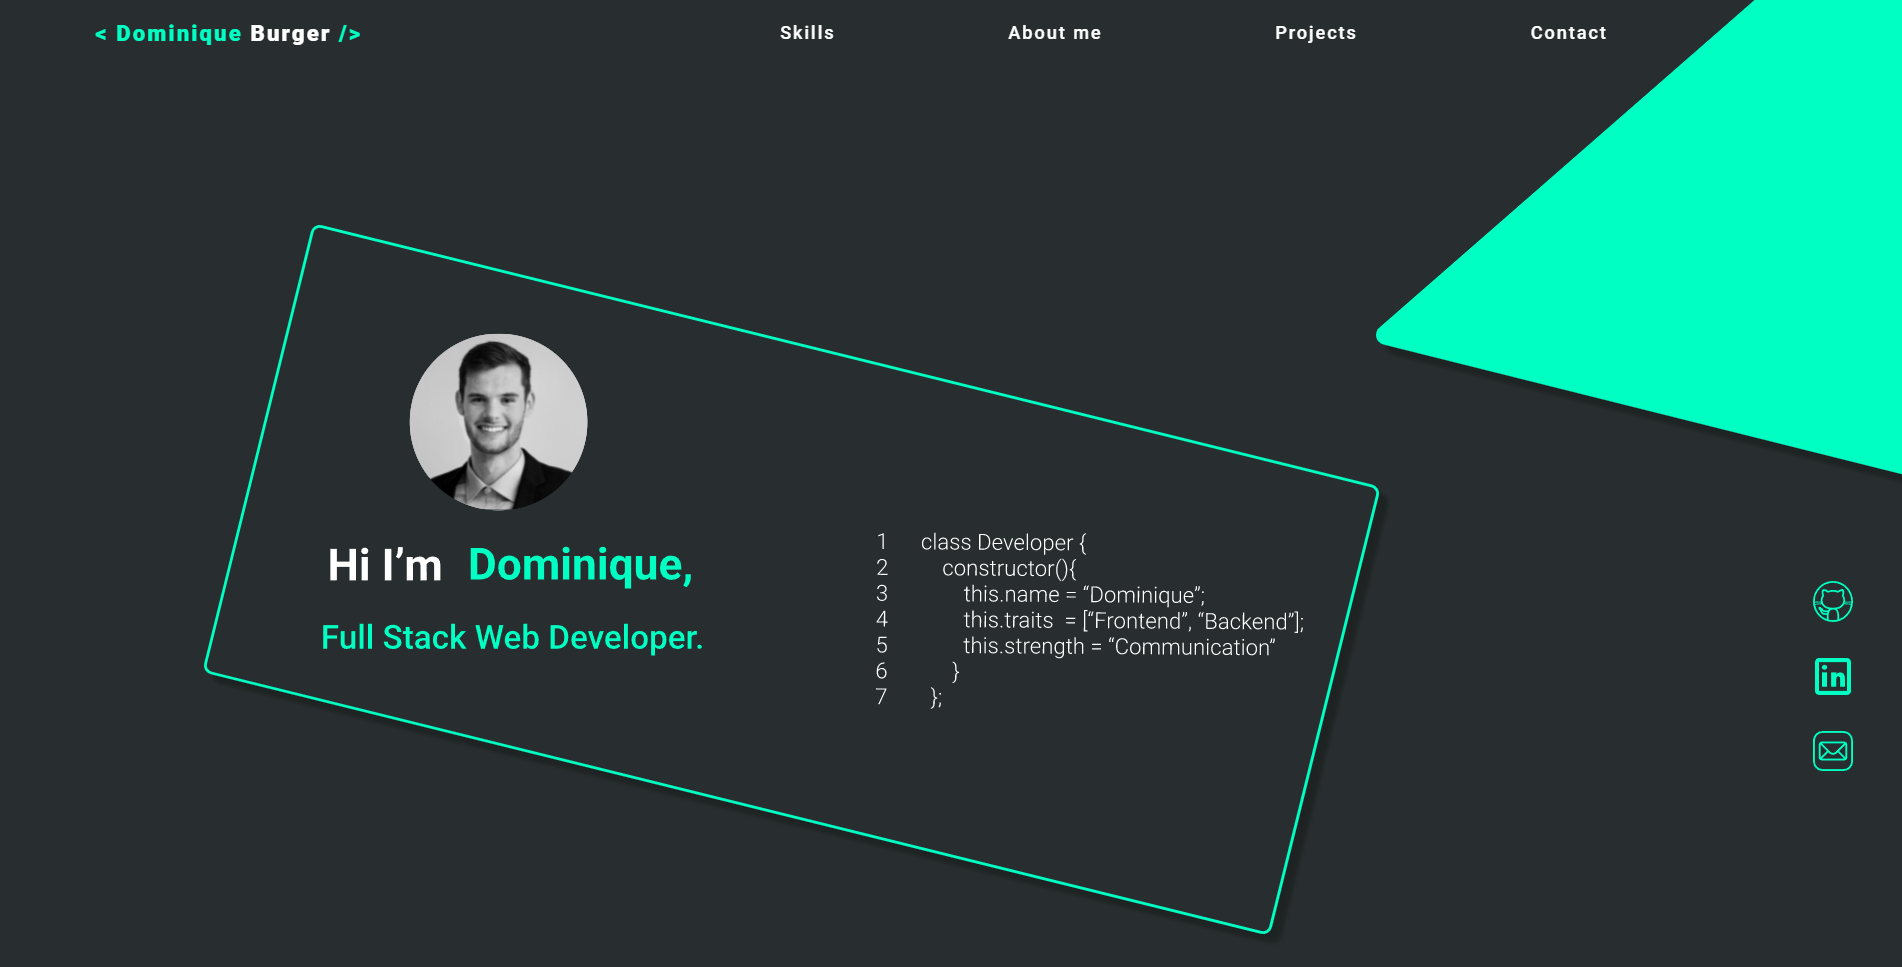 < Dominique Burger />
Skills
About me
Projects
Contact
Hi I’m Dominique,
Full Stack Web Developer.
1 class Developer {
2 constructor(){
3 this.name = “Dominique”;
4 this.traits = [“Frontend”, “Backend”];
5 this.strength = “Communication”
6 }
7 };
in